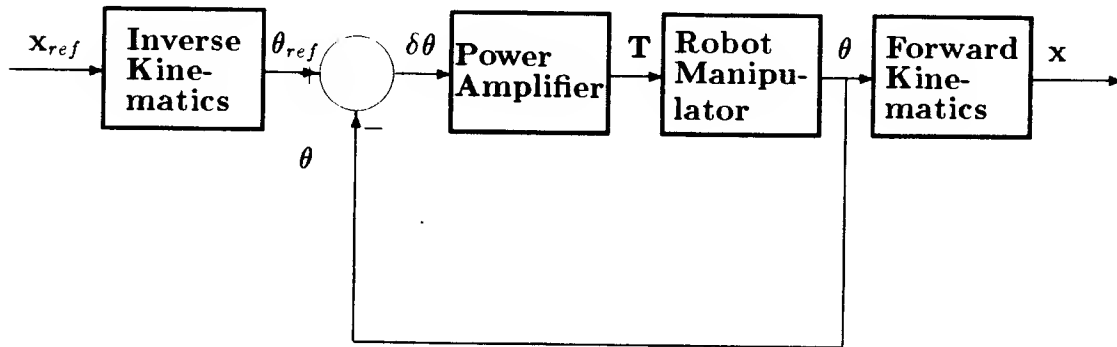 x_ref
Inverse
Kine-
matics
θ_ref
+
δθ
Power
Amplifier
T
Robot
Manipu-
lator
θ
Forward
Kine-
matics
x
−
θ